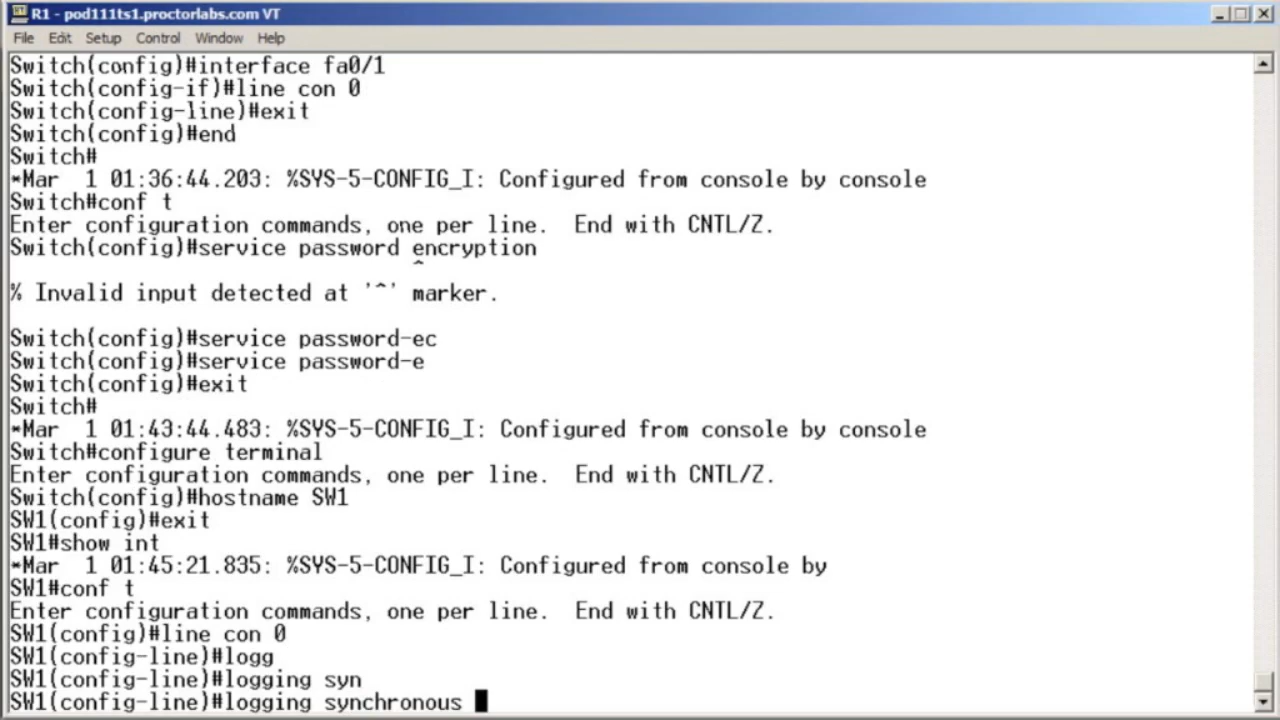 R1 - pod111ts1.proctorlabs.com VT
File Edit Setup Control Window Help
Switch(config)#interface fa0/1
Switch(config-if)#line con 0
Switch(config-line)#exit
Switch(config)#end
Switch#
*Mar  1 01:36:44.203: %SYS-5-CONFIG_I: Configured from console by console
Switch#conf t
Enter configuration commands, one per line.  End with CNTL/Z.
Switch(config)#service password encryption
^
% Invalid input detected at '^' marker.
Switch(config)#service password-ec
Switch(config)#service password-e
Switch(config)#exit
Switch#
*Mar  1 01:43:44.483: %SYS-5-CONFIG_I: Configured from console by console
Switch#configure terminal
Enter configuration commands, one per line.  End with CNTL/Z.
Switch(config)#hostname SW1
SW1(config)#exit
SW1#show int
*Mar  1 01:45:21.835: %SYS-5-CONFIG_I: Configured from console by
SW1#conf t
Enter configuration commands, one per line.  End with CNTL/Z.
SW1(config)#line con 0
SW1(config-line)#logg
SW1(config-line)#logging syn
SW1(config-line)#logging synchronous